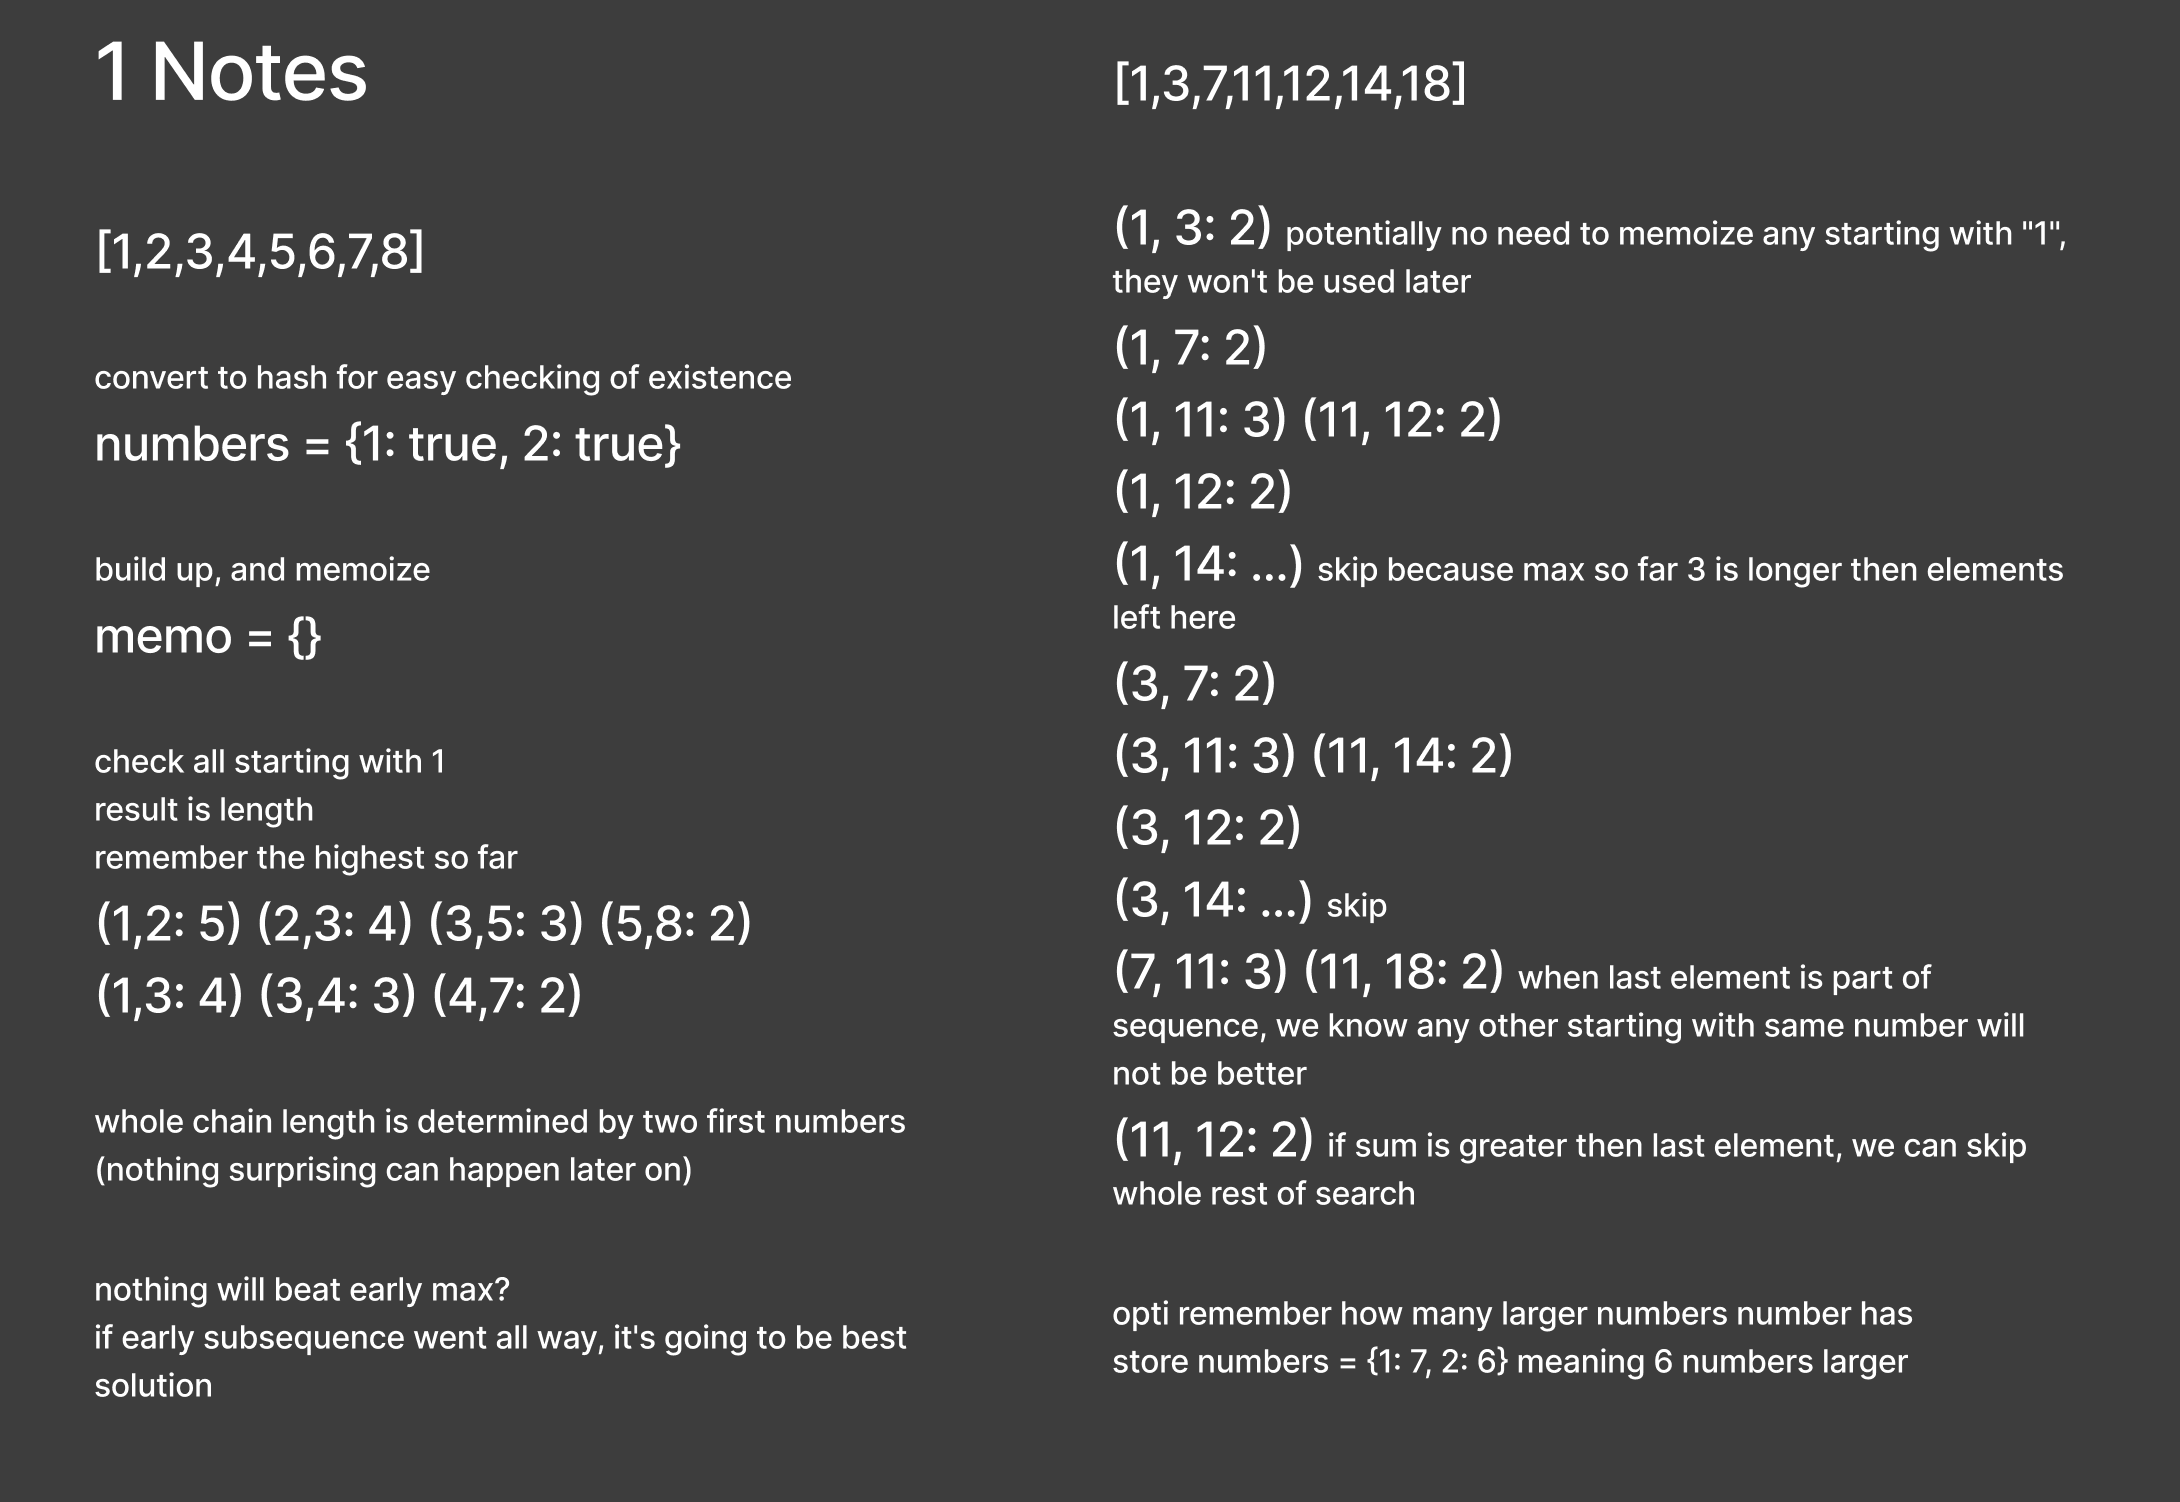 1 Notes
[1,2,3,4,5,6,7,8]
convert to hash for easy checking of existence
numbers = {1: true, 2: true}
build up, and memoize
memo = {}
check all starting with 1
result is length
remember the highest so far
(1,2: 5) (2,3: 4) (3,5: 3) (5,8: 2)
(1,3: 4) (3,4: 3) (4,7: 2)
whole chain length is determined by two first numbers
(nothing surprising can happen later on)
nothing will beat early max?
if early subsequence went all way, it's going to be best
solution
[1,3,7,11,12,14,18]
(1, 3: 2) potentially no need to memoize any starting with "1",
they won't be used later
(1, 7: 2)
(1, 11: 3) (11, 12: 2)
(1, 12: 2)
(1, 14: ...) skip because max so far 3 is longer then elements
left here
(3, 7: 2)
(3, 11: 3) (11, 14: 2)
(3, 12: 2)
(3, 14: ...) skip
(7, 11: 3) (11, 18: 2) when last element is part of
sequence, we know any other starting with same number will
not be better
(11, 12: 2) if sum is greater then last element, we can skip
whole rest of search
opti remember how many larger numbers number has
store numbers = {1: 7, 2: 6} meaning 6 numbers larger